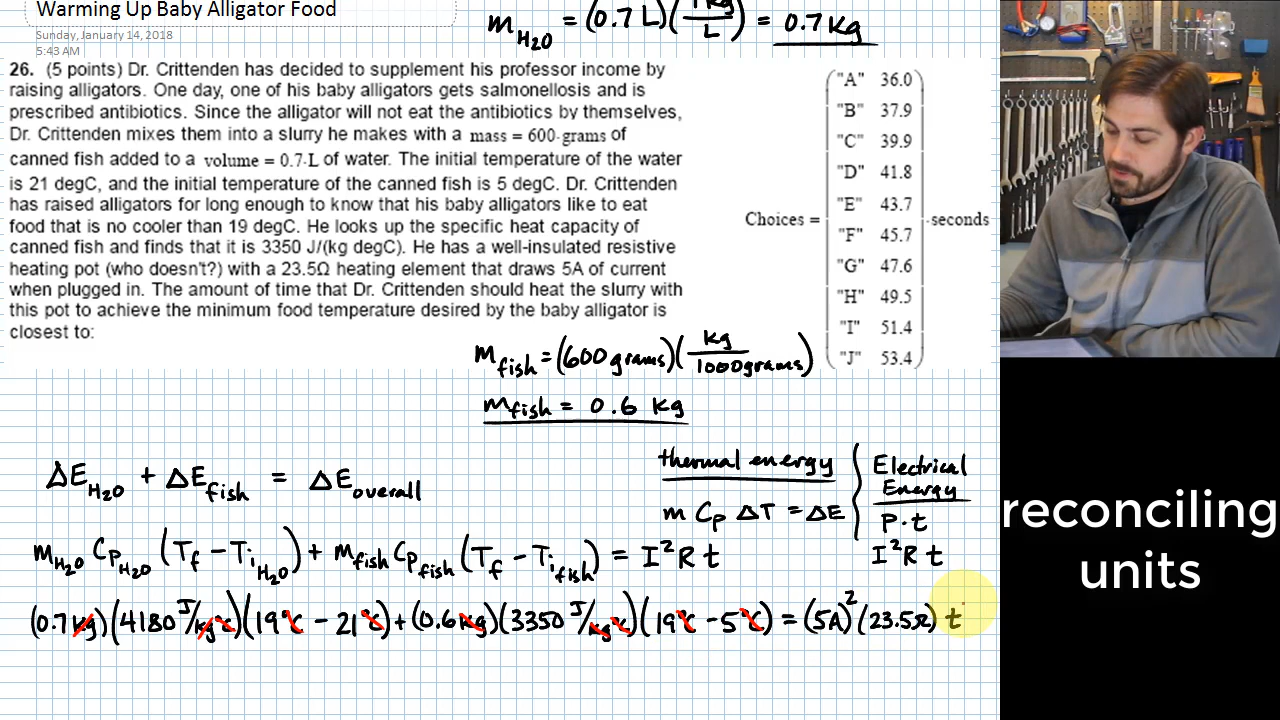 Warming Up Baby Alligator Food
Sunday, January 14, 2018
5:43 AM
m_H₂O = (0.7 L)(1 kg/L) = 0.7 Kg
26. (5 points) Dr. Crittenden has decided to supplement his professor income by
raising alligators. One day, one of his baby alligators gets salmonellosis and is
prescribed antibiotics. Since the alligator will not eat the antibiotics by themselves,
Dr. Crittenden mixes them into a slurry he makes with a mass = 600·grams of
canned fish added to a volume = 0.7·L of water. The initial temperature of the water
is 21 degC, and the initial temperature of the canned fish is 5 degC. Dr. Crittenden
has raised alligators for long enough to know that his baby alligators like to eat
food that is no cooler than 19 degC. He looks up the specific heat capacity of
canned fish and finds that it is 3350 J/(kg degC). He has a well-insulated resistive
heating pot (who doesn't?) with a 23.5Ω heating element that draws 5A of current
when plugged in. The amount of time that Dr. Crittenden should heat the slurry with
this pot to achieve the minimum food temperature desired by the baby alligator is
closest to:
Choices =
"A" 36.0
"B" 37.9
"C" 39.9
"D" 41.8
"E" 43.7
"F" 45.7
"G" 47.6
"H" 49.5
"I" 51.4
"J" 53.4
·seconds
m_fish = (600 grams)(kg/1000grams)
m_fish = 0.6 kg
thermal energy
m Cp ΔT = ΔE
Electrical
Energy
P·t
I²R t
ΔE_H₂O + ΔE_fish = ΔE_overall
m_H₂O Cp_H₂O (T_f − T_i_H₂O) + m_fish Cp_fish (T_f − T_i_fish) = I²R t
(0.7kg)(4180 J/kg°C)(19°C − 21°C) + (0.6kg)(3350 J/kg°C)(19°C − 5°C) = (5A)²(23.5Ω) t
reconciling
units